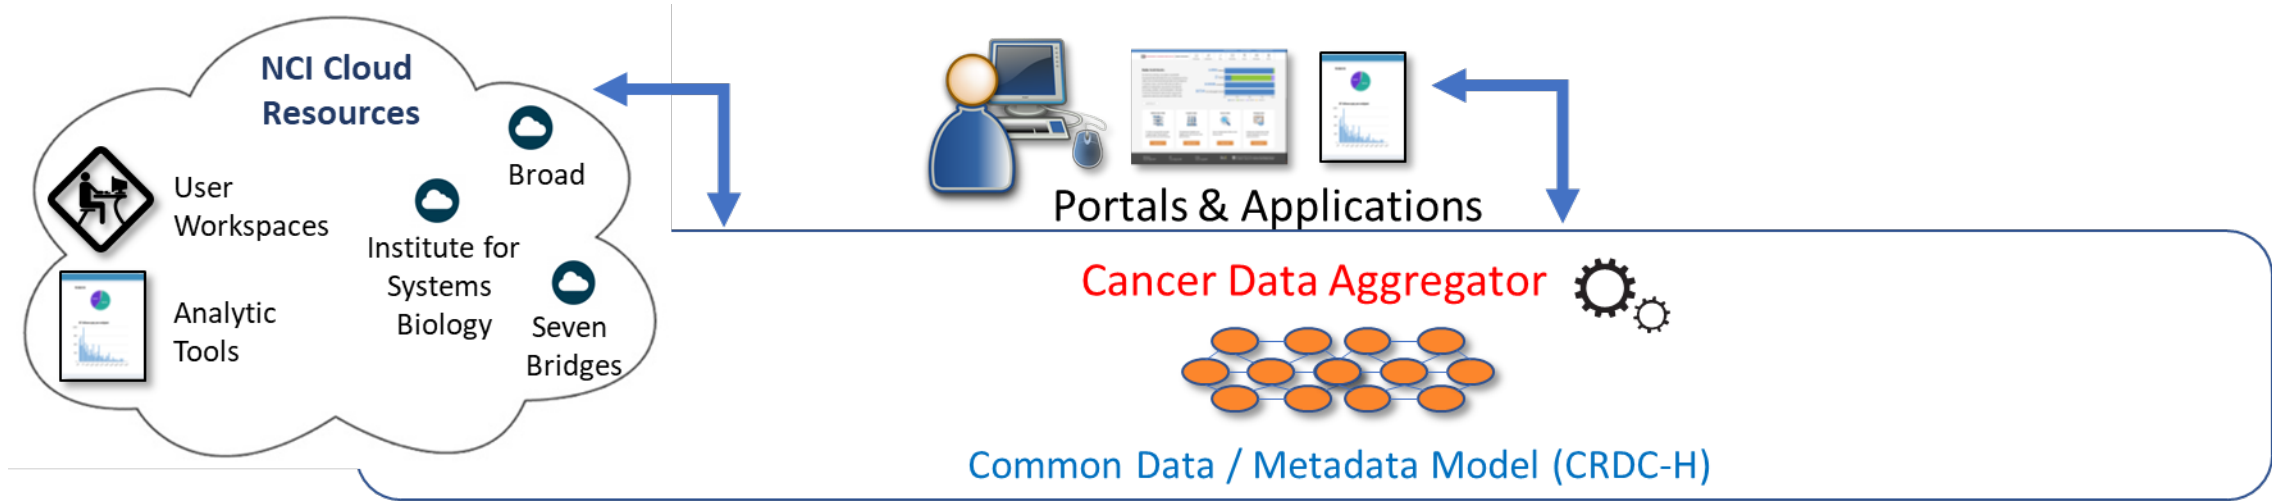 NCI Cloud
Resources
Broad
User
Workspaces
Institute for
Systems
Biology
Seven
Bridges
Analytic
Tools
Portals & Applications
Cancer Data Aggregator
Common Data / Metadata Model (CRDC-H)